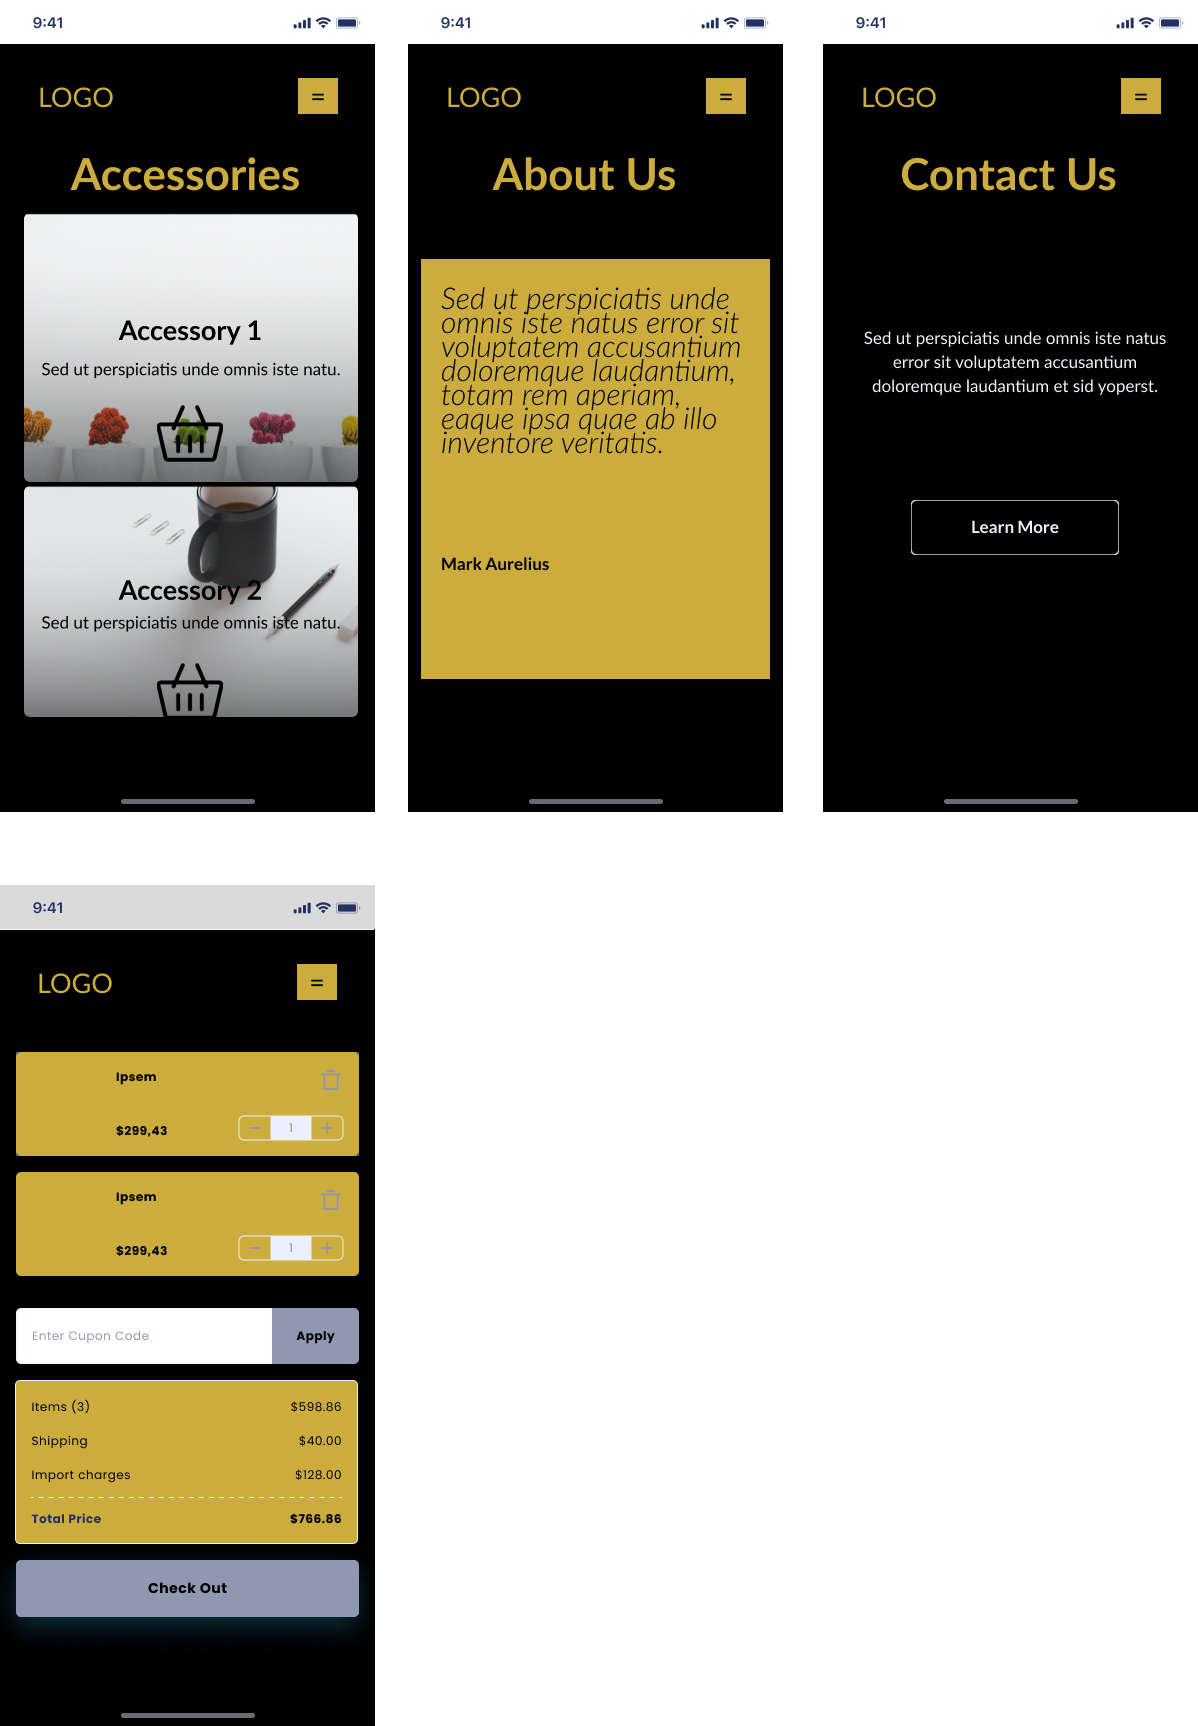 9:41
LOGO
=
Accessories
Accessory 1
Sed ut perspiciatis unde omnis iste natu.
Accessory 2
Sed ut perspiciatis unde omnis iste natu.
9:41
LOGO
=
About Us
Sed ut perspiciatis unde
omnis iste natus error sit
voluptatem accusantium
doloremque laudantium,
totam rem aperiam,
eaque ipsa quae ab illo
inventore veritatis.
Mark Aurelius
9:41
LOGO
=
Contact Us
Sed ut perspiciatis unde omnis iste natus
error sit voluptatem accusantium
doloremque laudantium et sid yoperst.
Learn More
9:41
LOGO
=
Ipsem
$299,43
1
Ipsem
$299,43
1
Enter Cupon Code
Apply
Items (3) $598.86
Shipping $40.00
Import charges $128.00
Total Price $766.86
Check Out